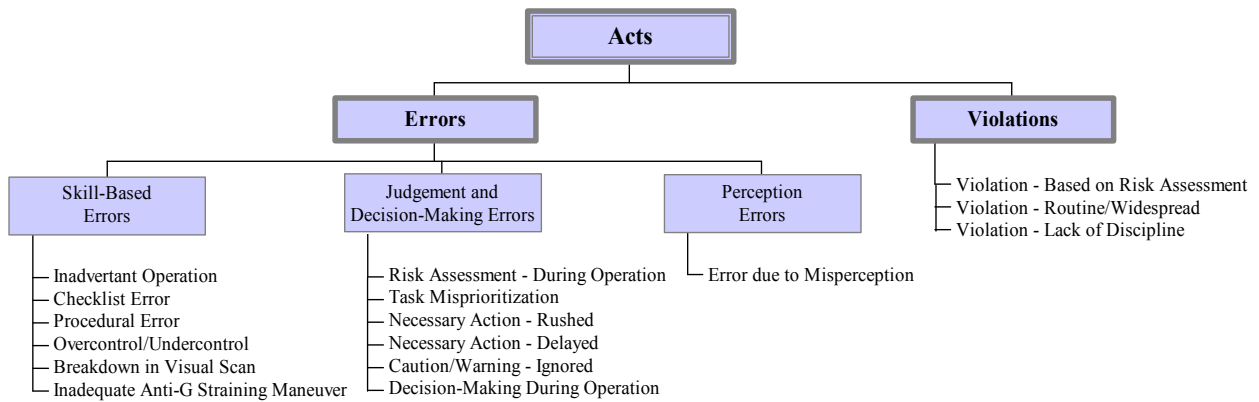 Acts
Errors
Violations
Skill-Based
Errors
Judgement and
Decision-Making Errors
Perception
Errors
Violation - Based on Risk Assessment
Violation - Routine/Widespread
Violation - Lack of Discipline
Inadvertant Operation
Checklist Error
Procedural Error
Overcontrol/Undercontrol
Breakdown in Visual Scan
Inadequate Anti-G Straining Maneuver
Risk Assessment - During Operation
Task Misprioritization
Necessary Action - Rushed
Necessary Action - Delayed
Caution/Warning - Ignored
Decision-Making During Operation
Error due to Misperception